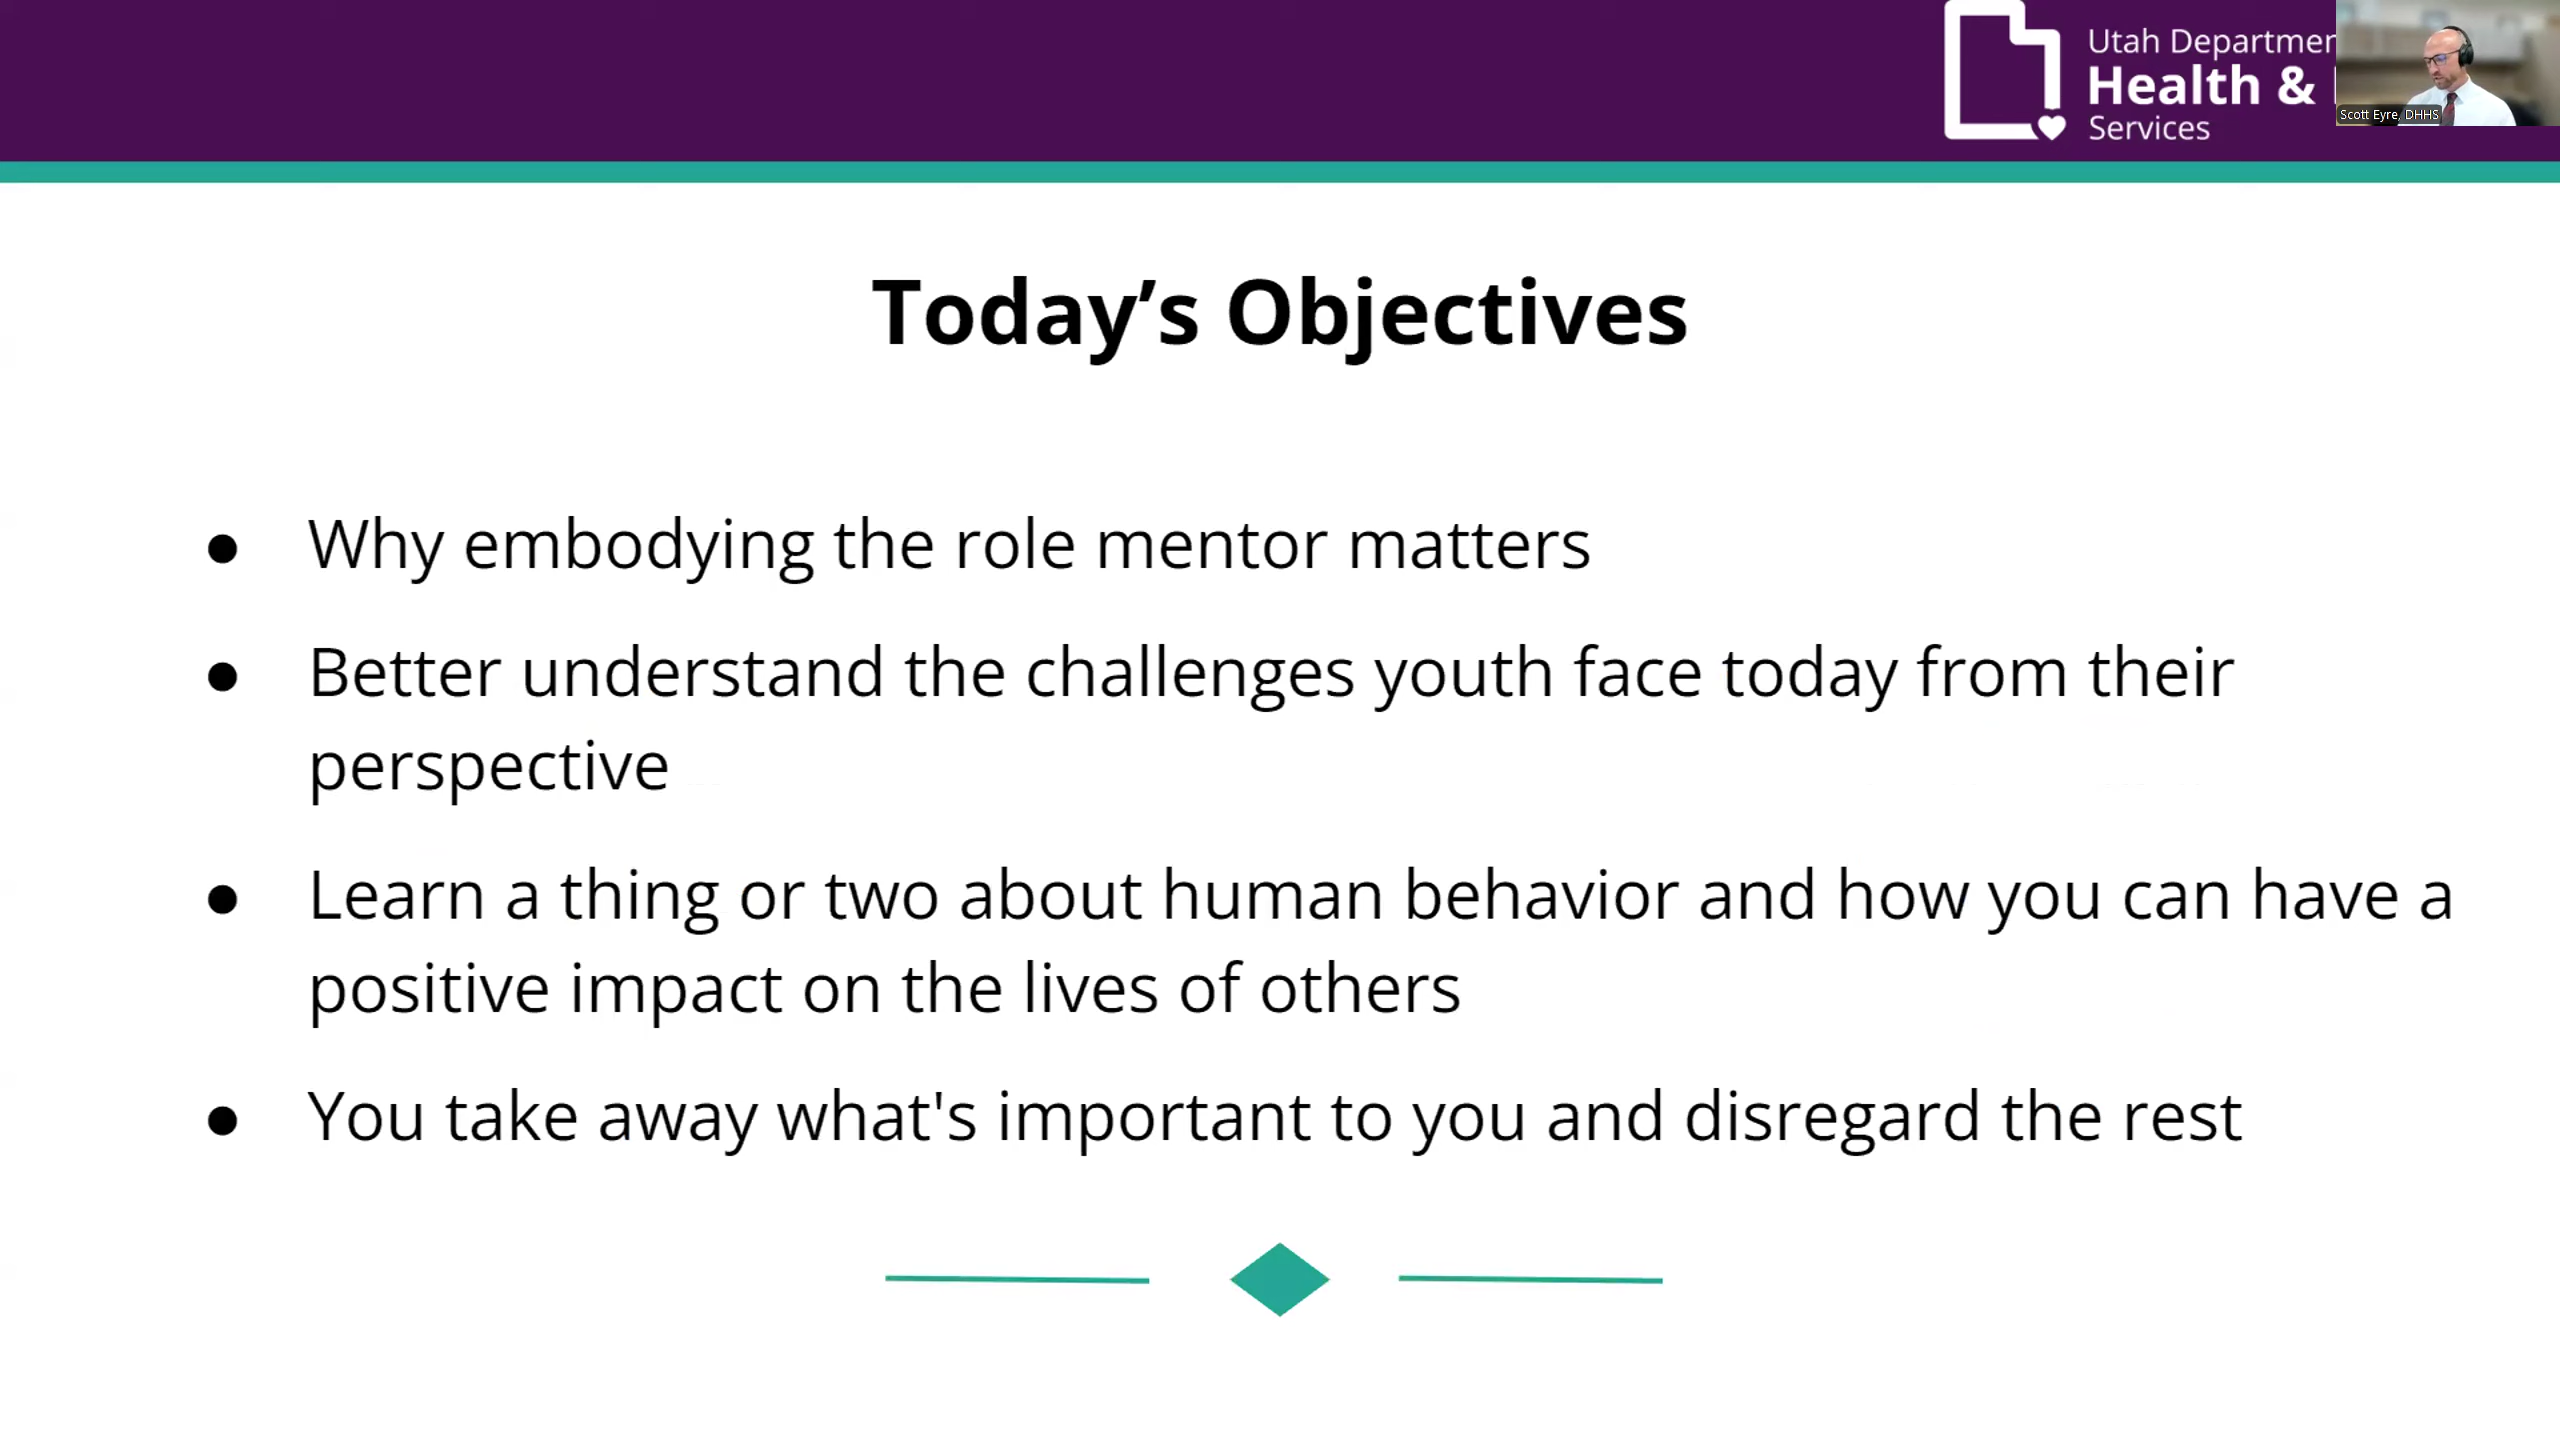 Utah Departmen
Health &
Services
Scott Eyre, DHHS
Today’s Objectives
● Why embodying the role mentor matters
● Better understand the challenges youth face today from their
perspective
● Learn a thing or two about human behavior and how you can have a
positive impact on the lives of others
● You take away what's important to you and disregard the rest